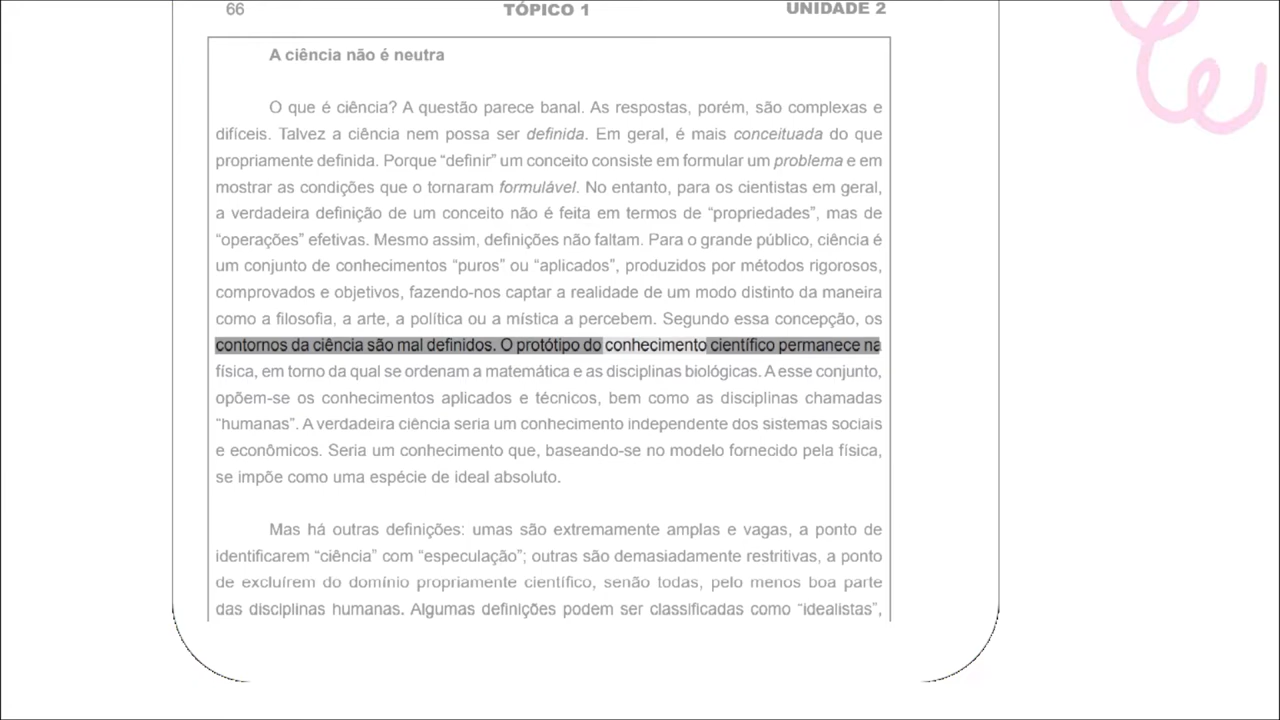 66 TÓPICO 1 UNIDADE 2
A ciência não é neutra
O que é ciência? A questão parece banal. As respostas, porém, são complexas e
difíceis. Talvez a ciência nem possa ser definida. Em geral, é mais conceituada do que
propriamente definida. Porque “definir” um conceito consiste em formular um problema e em
mostrar as condições que o tornaram formulável. No entanto, para os cientistas em geral,
a verdadeira definição de um conceito não é feita em termos de “propriedades”, mas de
“operações” efetivas. Mesmo assim, definições não faltam. Para o grande público, ciência é
um conjunto de conhecimentos “puros” ou “aplicados”, produzidos por métodos rigorosos,
comprovados e objetivos, fazendo-nos captar a realidade de um modo distinto da maneira
como a filosofia, a arte, a política ou a mística a percebem. Segundo essa concepção, os
contornos da ciência são mal definidos. O protótipo do conhecimento científico permanece na
física, em torno da qual se ordenam a matemática e as disciplinas biológicas. A esse conjunto,
opõem-se os conhecimentos aplicados e técnicos, bem como as disciplinas chamadas
“humanas”. A verdadeira ciência seria um conhecimento independente dos sistemas sociais
e econômicos. Seria um conhecimento que, baseando-se no modelo fornecido pela física,
se impõe como uma espécie de ideal absoluto.
Mas há outras definições: umas são extremamente amplas e vagas, a ponto de
identificarem “ciência” com “especulação”; outras são demasiadamente restritivas, a ponto
de excluírem do domínio propriamente científico, senão todas, pelo menos boa parte
das disciplinas humanas. Algumas definições podem ser classificadas como “idealistas”,